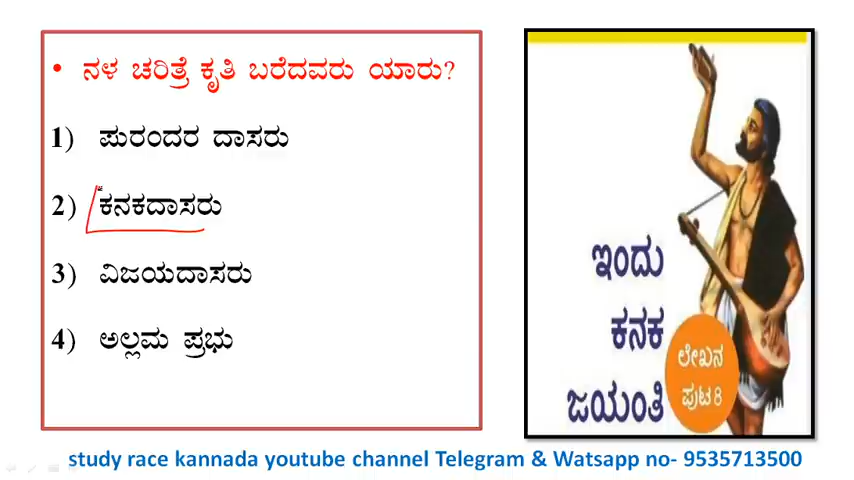 • ನಳ ಚರಿತ್ರೆ ಕೃತಿ ಬರೆದವರು ಯಾರು?
1) ಪುರಂದರ ದಾಸರು
2) ಕನಕದಾಸರು
3) ವಿಜಯದಾಸರು
4) ಅಲ್ಲಮ ಪ್ರಭು
ಇಂದು
ಕನಕ
ಜಯಂತಿ
ಲೇಖನ
ಪುಟ 8
study race kannada youtube channel Telegram & Watsapp no- 9535713500